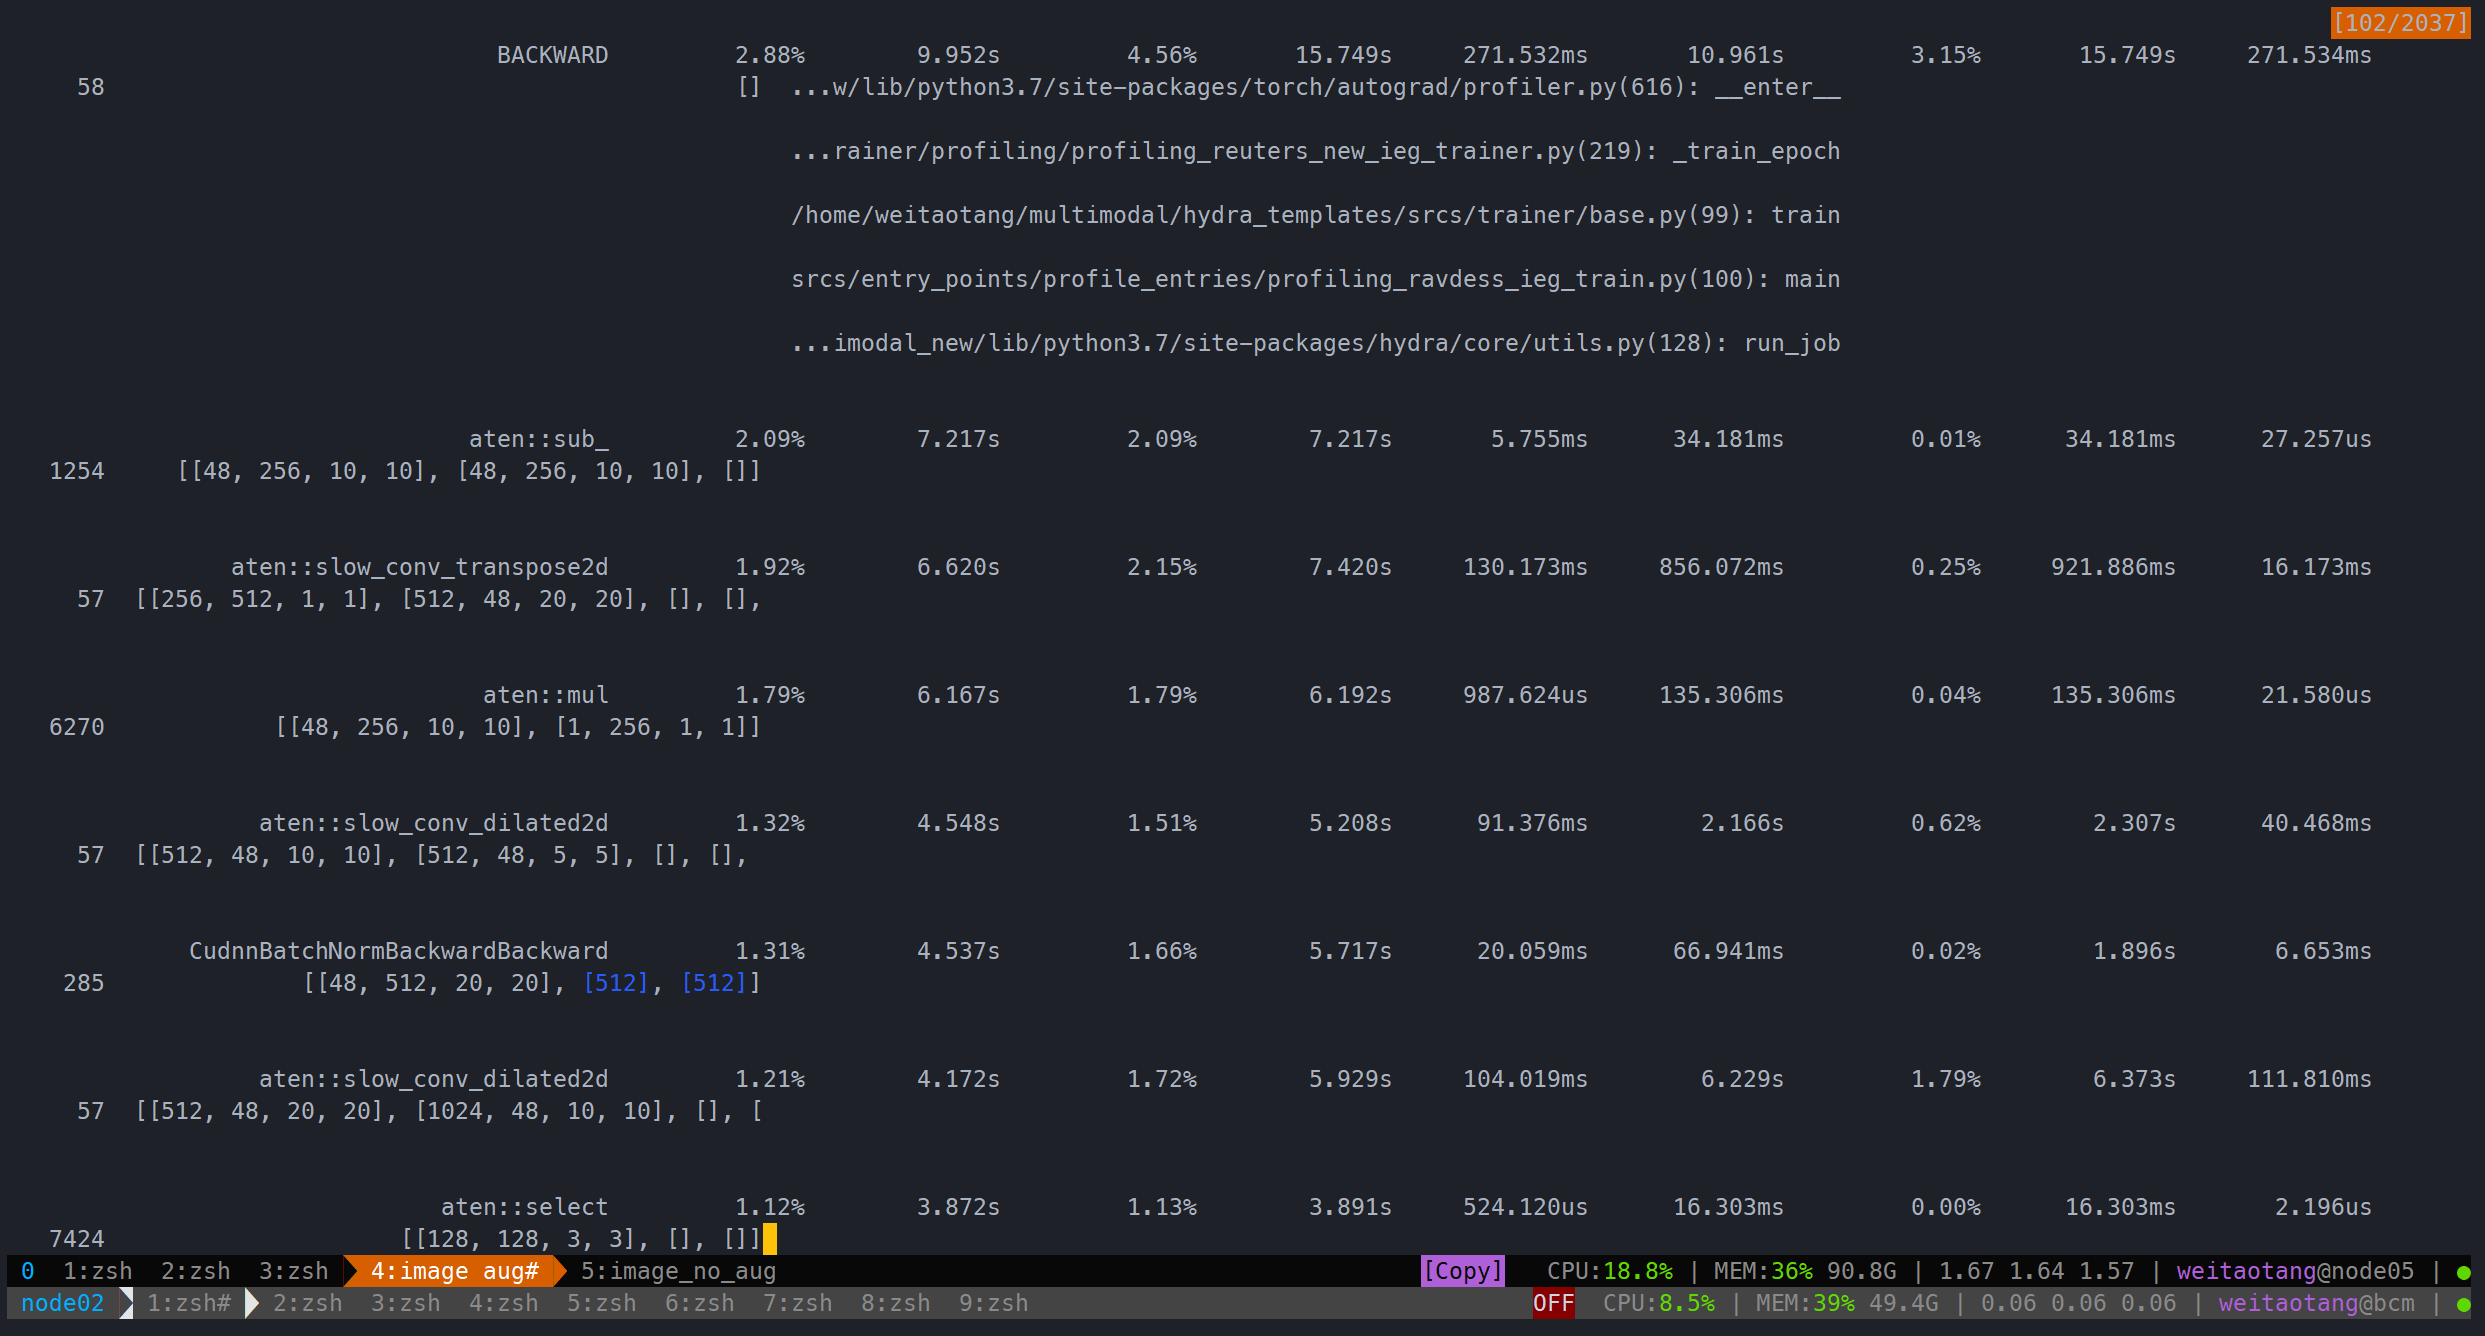 [102/2037]
BACKWARD 2.88% 9.952s 4.56% 15.749s 271.532ms 10.961s 3.15% 15.749s 271.534ms
58 [] ...w/lib/python3.7/site-packages/torch/autograd/profiler.py(616): __enter__
...rainer/profiling/profiling_reuters_new_ieg_trainer.py(219): _train_epoch
/home/weitaotang/multimodal/hydra_templates/srcs/trainer/base.py(99): train
srcs/entry_points/profile_entries/profiling_ravdess_ieg_train.py(100): main
...imodal_new/lib/python3.7/site-packages/hydra/core/utils.py(128): run_job
aten::sub_ 2.09% 7.217s 2.09% 7.217s 5.755ms 34.181ms 0.01% 34.181ms 27.257us
1254 [[48, 256, 10, 10], [48, 256, 10, 10], []]
aten::slow_conv_transpose2d 1.92% 6.620s 2.15% 7.420s 130.173ms 856.072ms 0.25% 921.886ms 16.173ms
57 [[256, 512, 1, 1], [512, 48, 20, 20], [], [],
aten::mul 1.79% 6.167s 1.79% 6.192s 987.624us 135.306ms 0.04% 135.306ms 21.580us
6270 [[48, 256, 10, 10], [1, 256, 1, 1]]
aten::slow_conv_dilated2d 1.32% 4.548s 1.51% 5.208s 91.376ms 2.166s 0.62% 2.307s 40.468ms
57 [[512, 48, 10, 10], [512, 48, 5, 5], [], [],
CudnnBatchNormBackwardBackward 1.31% 4.537s 1.66% 5.717s 20.059ms 66.941ms 0.02% 1.896s 6.653ms
285 [[48, 512, 20, 20], [512], [512]]
aten::slow_conv_dilated2d 1.21% 4.172s 1.72% 5.929s 104.019ms 6.229s 1.79% 6.373s 111.810ms
57 [[512, 48, 20, 20], [1024, 48, 10, 10], [], [
aten::select 1.12% 3.872s 1.13% 3.891s 524.120us 16.303ms 0.00% 16.303ms 2.196us
7424 [[128, 128, 3, 3], [], []]
0 1:zsh 2:zsh 3:zsh 4:image aug# 5:image_no_aug [Copy] CPU:18.8% | MEM:36% 90.8G | 1.67 1.64 1.57 | weitaotang@node05 | ●
node02 1:zsh# 2:zsh 3:zsh 4:zsh 5:zsh 6:zsh 7:zsh 8:zsh 9:zsh OFF CPU:8.5% | MEM:39% 49.4G | 0.06 0.06 0.06 | weitaotang@bcm | ●